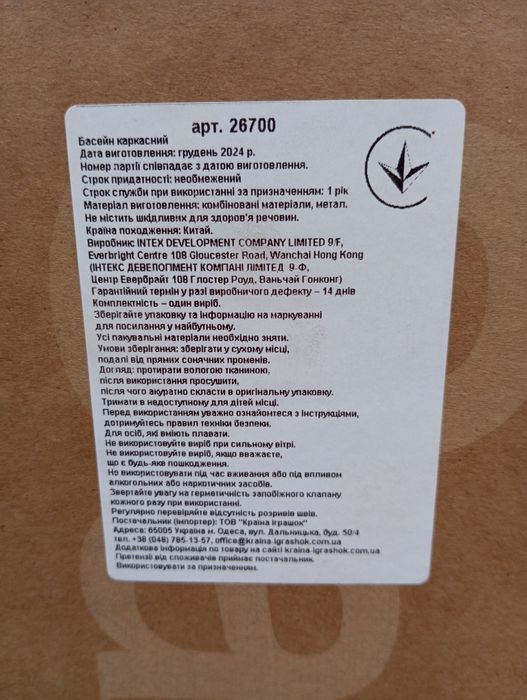 арт. 26700
Басейн каркасний
Дата виготовлення: грудень 2024 р.
Номер партії співпадає з датою виготовлення.
Строк придатності: необмежений
Строк служби при використанні за призначенням: 1 рік
Матеріал виготовлення: комбіновані матеріали, метал.
Не містить шкідливих для здоров'я речовин.
Країна походження: Китай.
Виробник: INTEX DEVELOPMENT COMPANY LIMITED 9/F,
Everbright Centre 108 Gloucester Road, Wanchai Hong Kong
(ІНТЕКС ДЕВЕЛОПМЕНТ КОМПАНІ ЛІМІТЕД 9-Ф,
Центр Евербрайт 108 Глостер Роуд, Ваньчай Гонконг)
Гарантійний термін у разі виробничого дефекту – 14 днів
Комплектність – один виріб.
Зберігайте упаковку та інформацію на маркуванні
для посилання у майбутньому.
Усі пакувальні матеріали необхідно зняти.
Умови зберігання: зберігати у сухому місці,
подалі від прямих сонячних променів.
Догляд: протирати вологою тканиною,
після використання просушити,
після чого акуратно скласти в оригінальну упаковку.
Тримати в недоступному для дітей місці.
Перед використанням уважно ознайомтеся з інструкціями,
дотримуйтесь правил техніки безпеки.
Для осіб, які вміють плавати.
Не використовуйте виріб при сильному вітрі.
Не використовуйте виріб, якщо вважаєте,
що є будь-яке пошкодження.
Не використовувати під час вживання або під впливом
алкогольних або наркотичних засобів.
Звертайте увагу на герметичність запобіжного клапану
кожного разу при використанні.
Регулярно перевіряйте відсутність розривів швів.
Постачальник (Імпортер): ТОВ "Країна іграшок"
Адреса: 65005 Україна м. Одеса, вул. Дальницька, буд. 50/4
тел. +38 (048) 785-13-57, office@kraina-igrashok.com.ua
Додаткова інформація по товару на сайті kraina-igrashok.com.ua
Претензії від споживачів приймає постачальник.
Використовувати за призначенням.